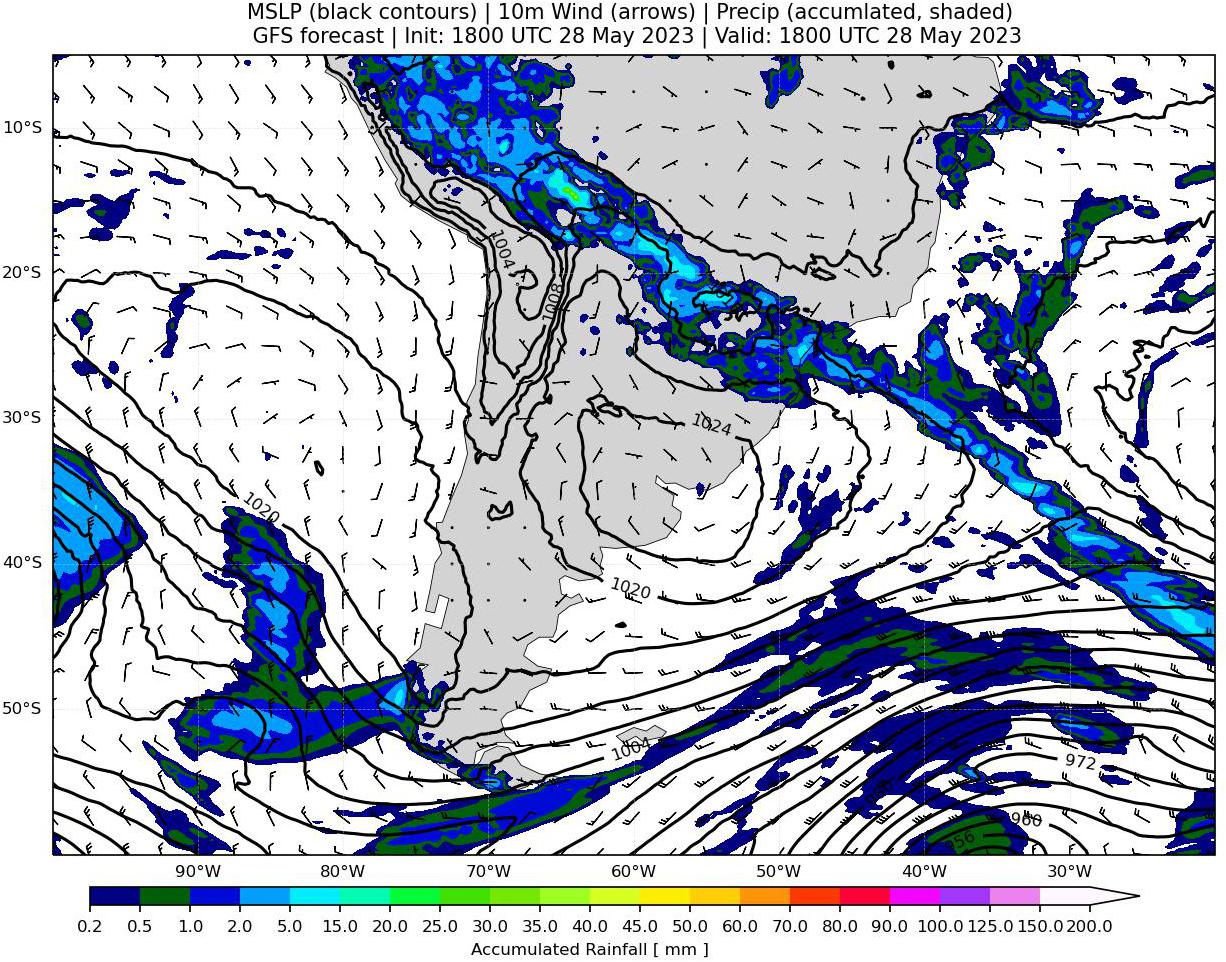 MSLP (black contours) | 10m Wind (arrows) | Precip (accumlated, shaded)
GFS forecast | Init: 1800 UTC 28 May 2023 | Valid: 1800 UTC 28 May 2023
10°S
1004
20°S
1008
30°S
1024
1020
40°S
1020
50°S
1004
972
960
956
90°W 80°W 70°W 60°W 50°W 40°W 30°W
0.2 0.5 1.0 2.0 5.0 10.0 15.0 20.0 25.0 30.0 35.0 40.0 45.0 50.0 60.0 70.0 80.0 90.0 100.0 125.0 150.0 200.0
Accumulated Rainfall [ mm ]